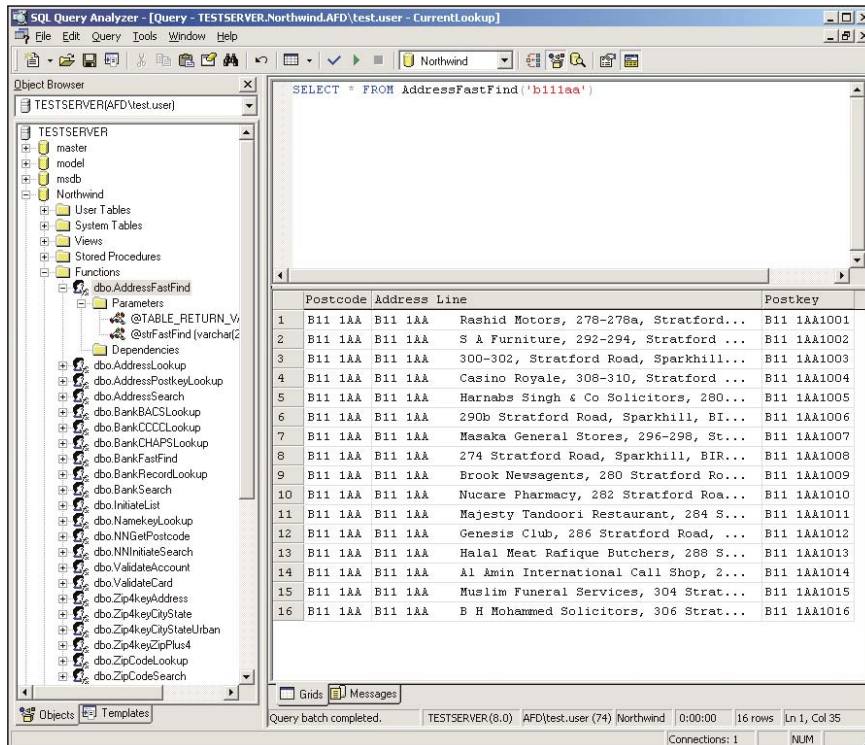 SQL Query Analyzer - [Query - TESTSERVER.Northwind.AFD\test.user - CurrentLookup]
File Edit Query Tools Window Help
Northwind
Object Browser
TESTSERVER(AFD\test.user)
TESTSERVER
master
model
msdb
Northwind
User Tables
System Tables
Views
Stored Procedures
Functions
dbo.AddressFastFind
Parameters
@TABLE_RETURN_V
@strFastFind (varchar(2
Dependencies
dbo.AddressLookup
dbo.AddressPostkeyLookup
dbo.AddressSearch
dbo.BankBACSLookup
dbo.BankCCCCLookup
dbo.BankCHAPSLookup
dbo.BankFastFind
dbo.BankRecordLookup
dbo.BankSearch
dbo.InitiateList
dbo.NamekeyLookup
dbo.NNGetPostcode
dbo.NNInitiateSearch
dbo.ValidateAccount
dbo.ValidateCard
dbo.Zip4keyAddress
dbo.Zip4keyCityState
dbo.Zip4keyCityStateUrban
dbo.Zip4keyZipPlus4
dbo.ZipCodeLookup
dbo.ZipCodeSearch
Objects Templates
SELECT * FROM AddressFastFind('b111aa')
Postcode Address Line Postkey
1 B11 1AA B11 1AA Rashid Motors, 278-278a, Stratford... B11 1AA1001
2 B11 1AA B11 1AA S A Furniture, 292-294, Stratford ... B11 1AA1002
3 B11 1AA B11 1AA 300-302, Stratford Road, Sparkhill... B11 1AA1003
4 B11 1AA B11 1AA Casino Royale, 308-310, Stratford ... B11 1AA1004
5 B11 1AA B11 1AA Harnabs Singh & Co Solicitors, 280... B11 1AA1005
6 B11 1AA B11 1AA 290b Stratford Road, Sparkhill, BI... B11 1AA1006
7 B11 1AA B11 1AA Masaka General Stores, 296-298, St... B11 1AA1007
8 B11 1AA B11 1AA 274 Stratford Road, Sparkhill, BIR... B11 1AA1008
9 B11 1AA B11 1AA Brook Newsagents, 280 Stratford Ro... B11 1AA1009
10 B11 1AA B11 1AA Nucare Pharmacy, 282 Stratford Roa... B11 1AA1010
11 B11 1AA B11 1AA Majesty Tandoori Restaurant, 284 S... B11 1AA1011
12 B11 1AA B11 1AA Genesis Club, 286 Stratford Road, ... B11 1AA1012
13 B11 1AA B11 1AA Halal Meat Rafique Butchers, 288 S... B11 1AA1013
14 B11 1AA B11 1AA Al Amin International Call Shop, 2... B11 1AA1014
15 B11 1AA B11 1AA Muslim Funeral Services, 304 Strat... B11 1AA1015
16 B11 1AA B11 1AA B H Mohammed Solicitors, 306 Strat... B11 1AA1016
Grids Messages
Query batch completed. TESTSERVER (8.0) AFD\test.user (74) Northwind 0:00:00 16 rows Ln 1, Col 35
Connections: 1 NUM